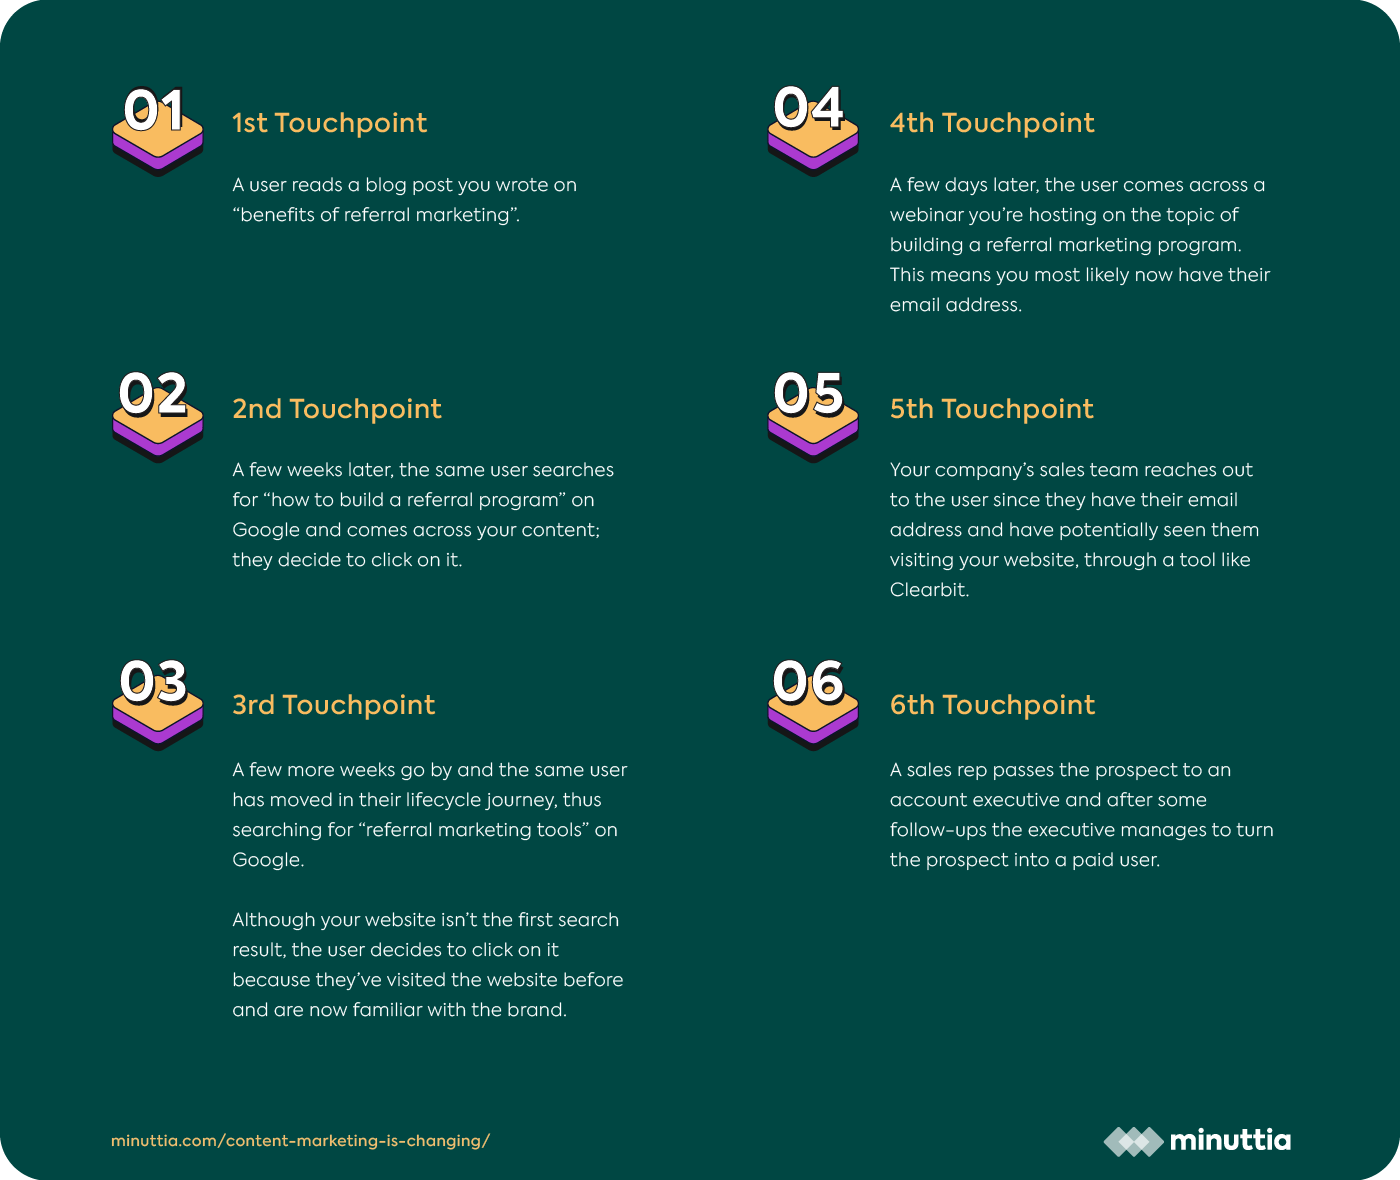 01
1st Touchpoint
A user reads a blog post you wrote on
“benefits of referral marketing”.
02
2nd Touchpoint
A few weeks later, the same user searches
for “how to build a referral program” on
Google and comes across your content;
they decide to click on it.
03
3rd Touchpoint
A few more weeks go by and the same user
has moved in their lifecycle journey, thus
searching for “referral marketing tools” on
Google.
Although your website isn’t the first search
result, the user decides to click on it
because they’ve visited the website before
and are now familiar with the brand.
04
4th Touchpoint
A few days later, the user comes across a
webinar you’re hosting on the topic of
building a referral marketing program.
This means you most likely now have their
email address.
05
5th Touchpoint
Your company’s sales team reaches out
to the user since they have their email
address and have potentially seen them
visiting your website, through a tool like
Clearbit.
06
6th Touchpoint
A sales rep passes the prospect to an
account executive and after some
follow-ups the executive manages to turn
the prospect into a paid user.
minuttia.com/content-marketing-is-changing/
minuttia